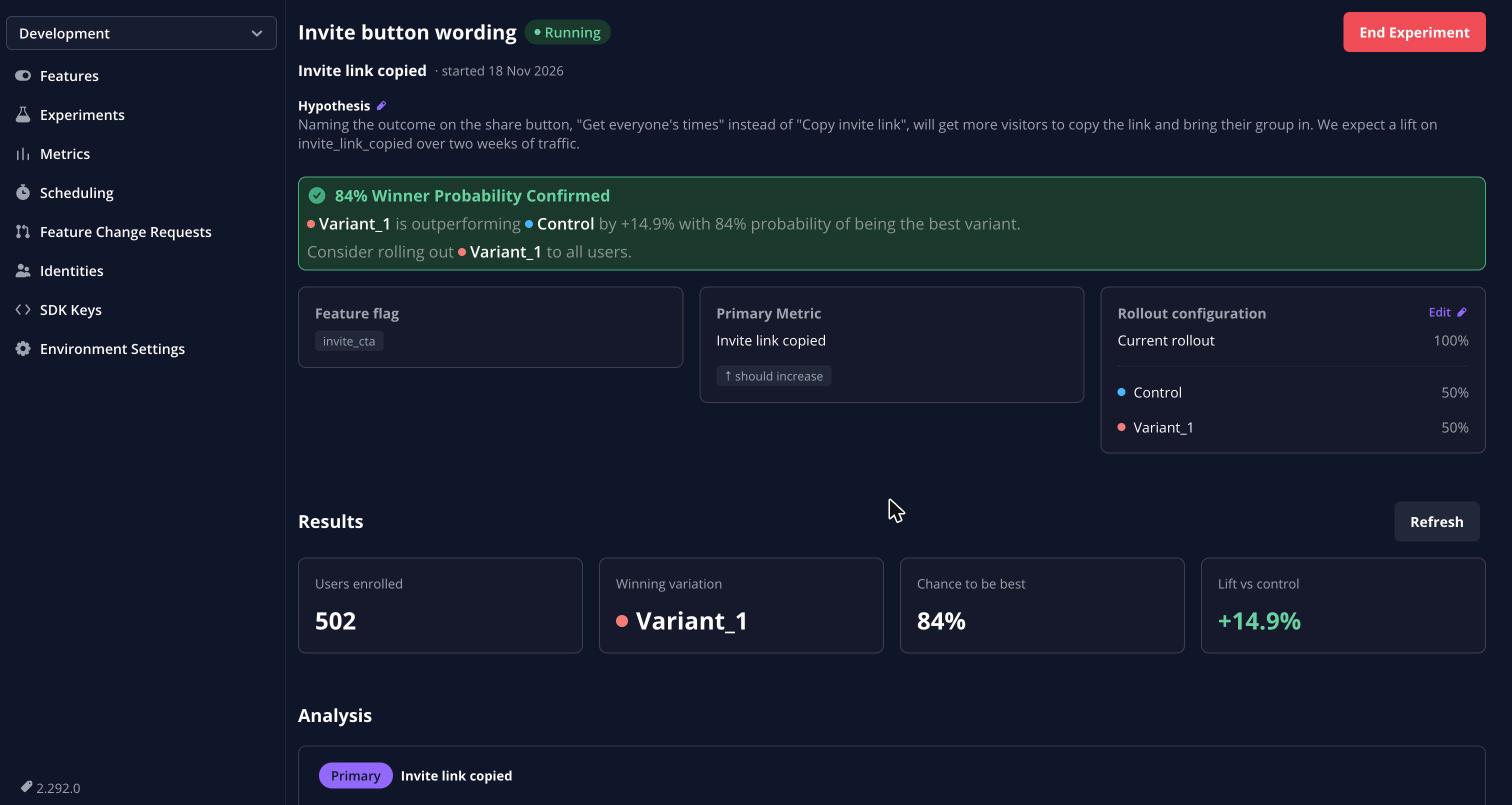 Development
Features
Experiments
Metrics
Scheduling
Feature Change Requests
Identities
SDK Keys
Environment Settings
2.292.0
Invite button wording
Running
End Experiment
Invite link copied · started 18 Nov 2026
Hypothesis
Naming the outcome on the share button, "Get everyone's times" instead of "Copy invite link", will get more visitors to copy the link and bring their group in. We expect a lift on
invite_link_copied over two weeks of traffic.
84% Winner Probability Confirmed
Variant_1 is outperforming Control by +14.9% with 84% probability of being the best variant.
Consider rolling out Variant_1 to all users.
Feature flag
invite_cta
Primary Metric
Invite link copied
↑ should increase
Rollout configuration
Edit
Current rollout 100%
Control 50%
Variant_1 50%
Results
Refresh
Users enrolled
502
Winning variation
Variant_1
Chance to be best
84%
Lift vs control
+14.9%
Analysis
Primary Invite link copied